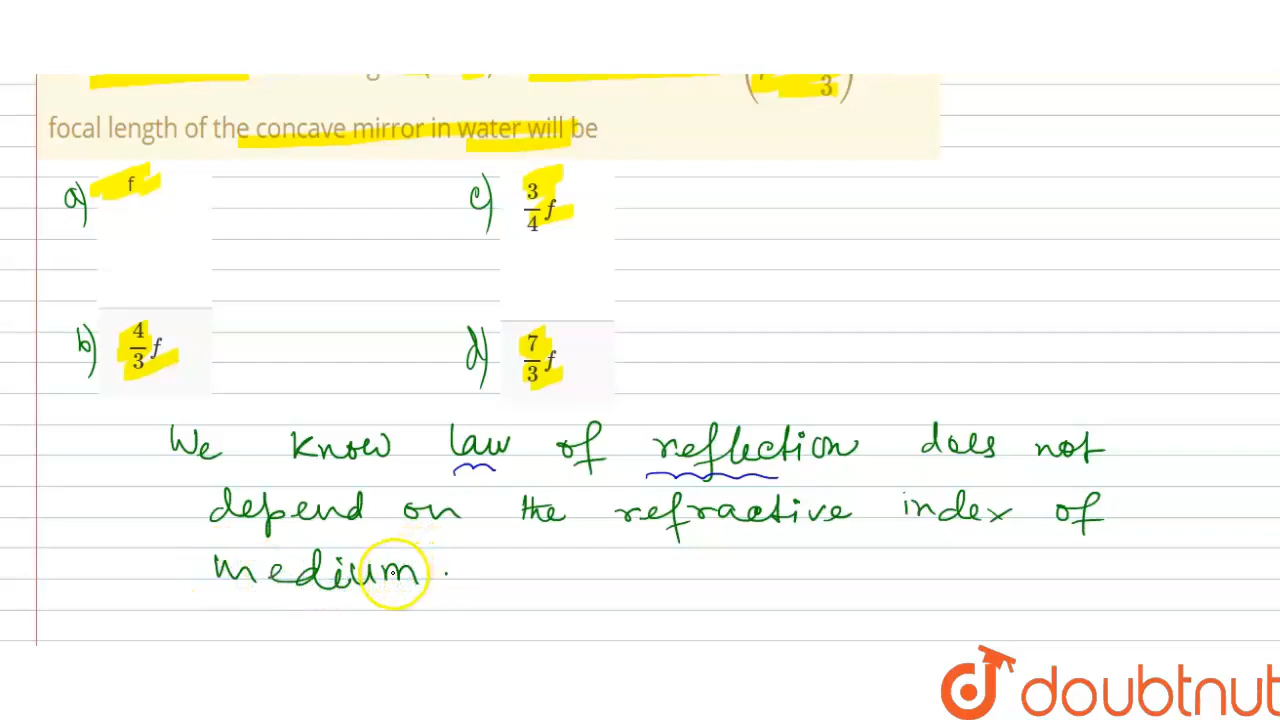 3
focal length of the concave mirror in water will be
a) f
c) 3/4 f
b) 4/3 f
d) 7/3 f
We know law of reflection does not
depend on the refractive index of
medium.
doubtnut